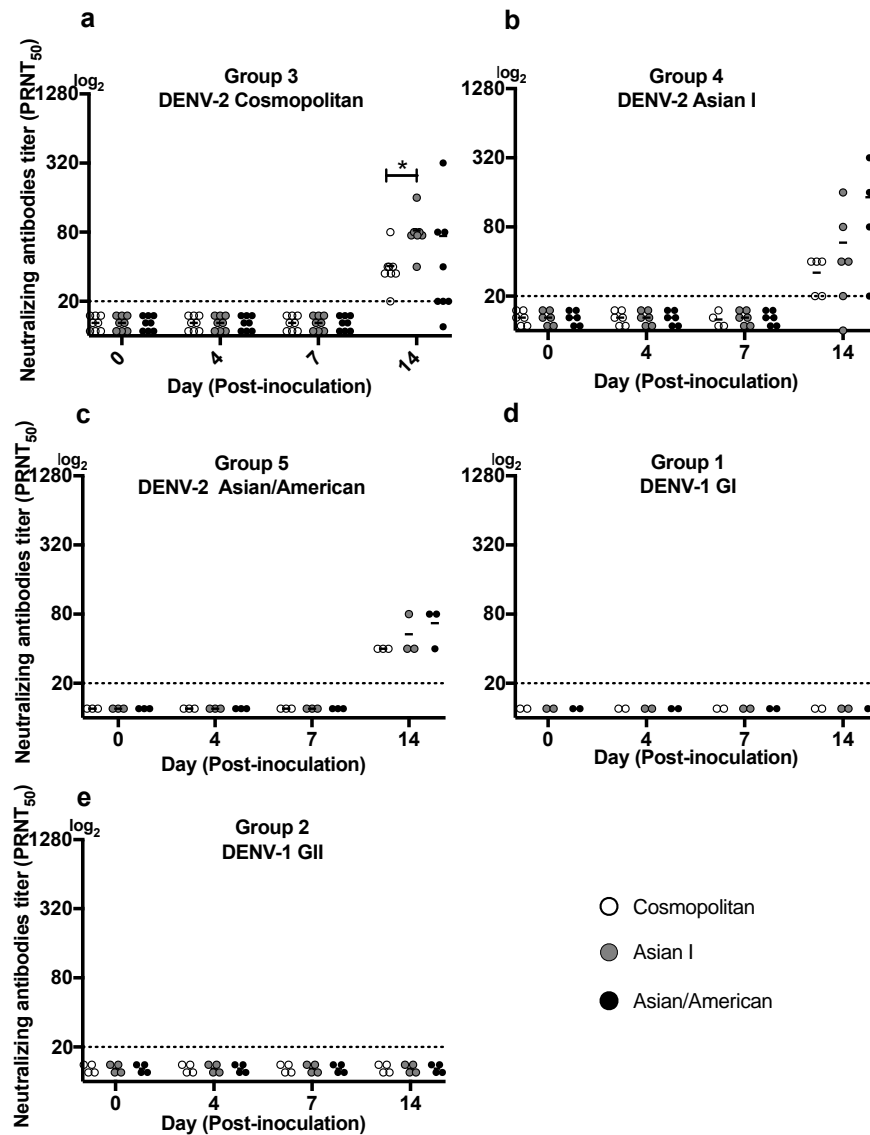 a
log2
Group 3
DENV-2 Cosmopolitan
Neutralizing antibodies titer (PRNT50)
1280
320
80
20
*
0
4
7
14
Day (Post-inoculation)
b
log2
Group 4
DENV-2 Asian I
1280
320
80
20
0
4
7
14
Day (Post-inoculation)
c
log2
Group 5
DENV-2 Asian/American
Neutralizing antibodies titer (PRNT50)
1280
320
80
20
0
4
7
14
Day (Post-inoculation)
d
Group 1
DENV-1 GI
1280
320
80
20
0
4
7
14
Day (Post-inoculation)
e
log2
Group 2
DENV-1 GII
Neutralizing antibodies titer (PRNT50)
1280
320
80
20
0
4
7
14
Day (Post-inoculation)
Cosmopolitan
Asian I
Asian/American